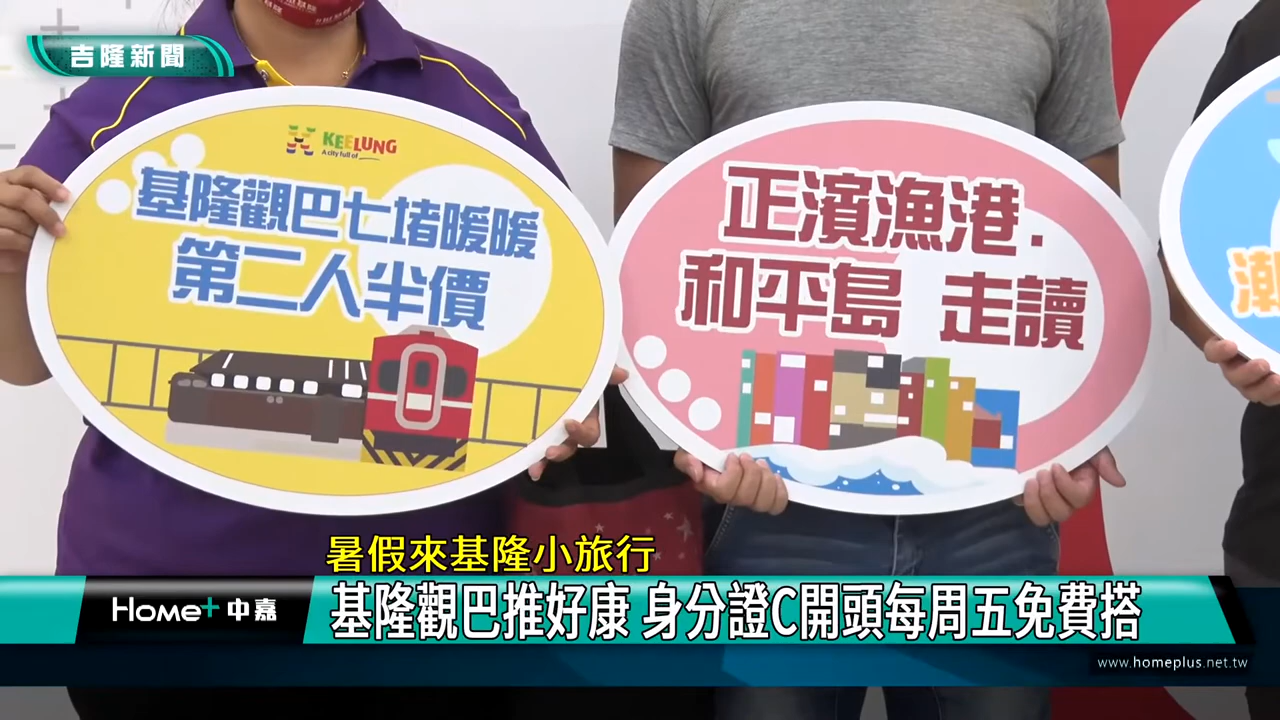 吉隆新聞
KEELUNG
A city full of
基隆觀巴七堵暖暖
第二人半價
正濱漁港.
和平島 走讀
潮
暑假來基隆小旅行
Home+中嘉
基隆觀巴推好康 身分證C開頭每周五免費搭
www.homeplus.net.tw